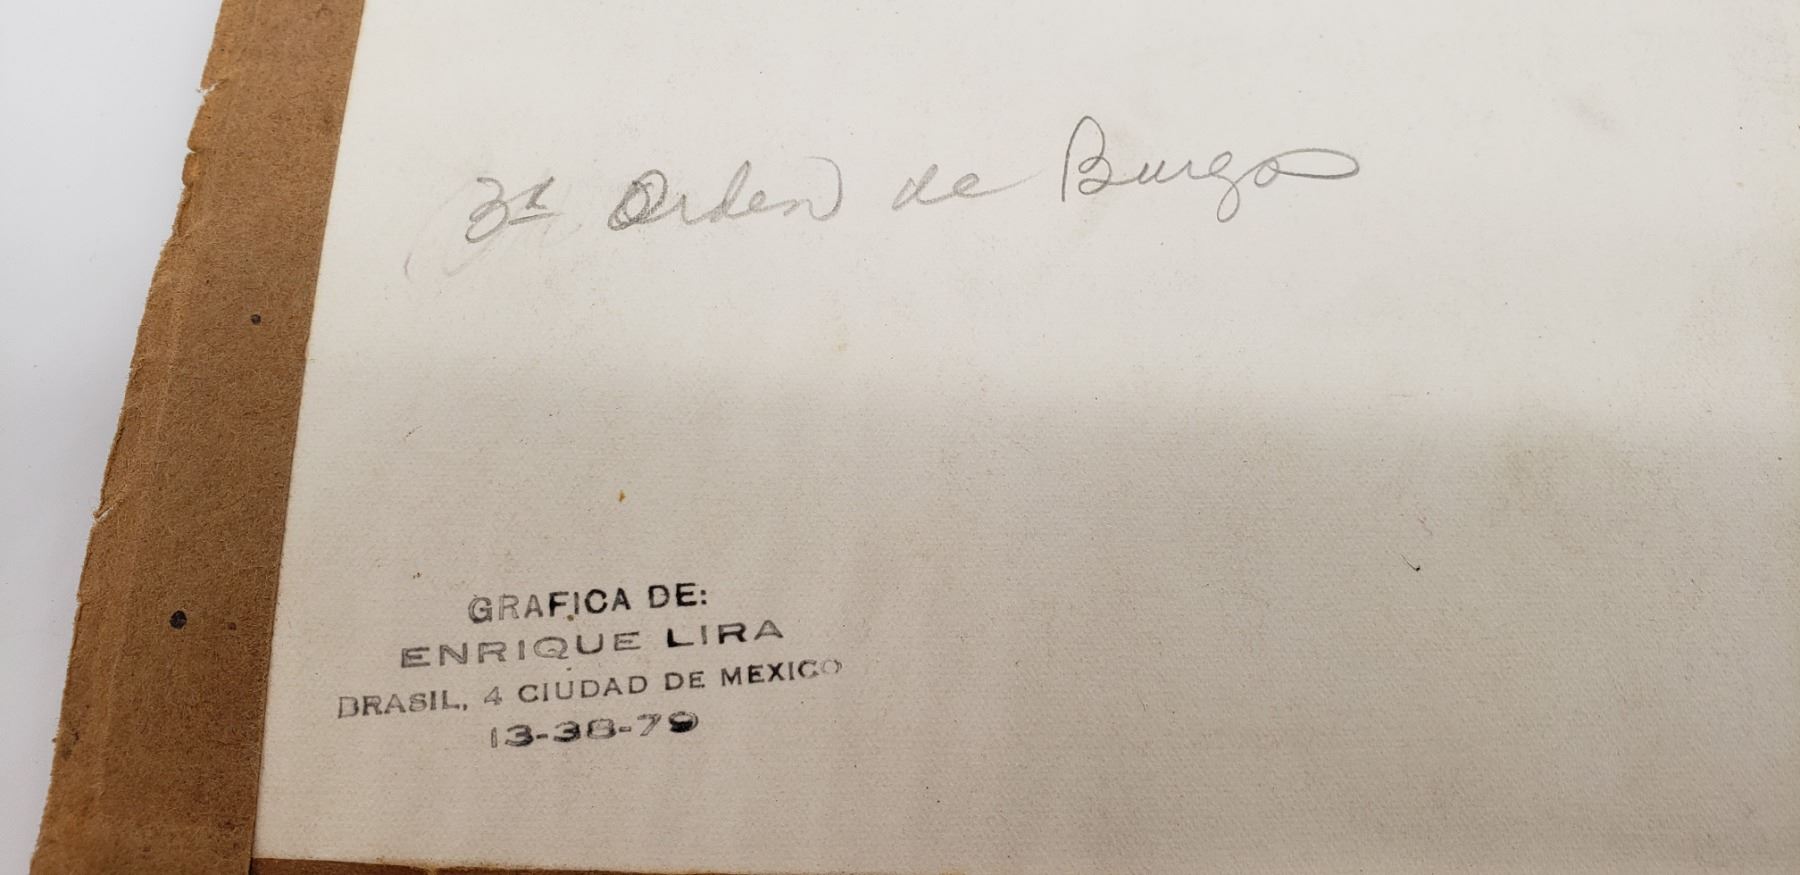 3a Orden de Burgos
GRAFICA DE:
ENRIQUE LIRA
BRASIL, 4 CIUDAD DE MEXICO
13-38-79